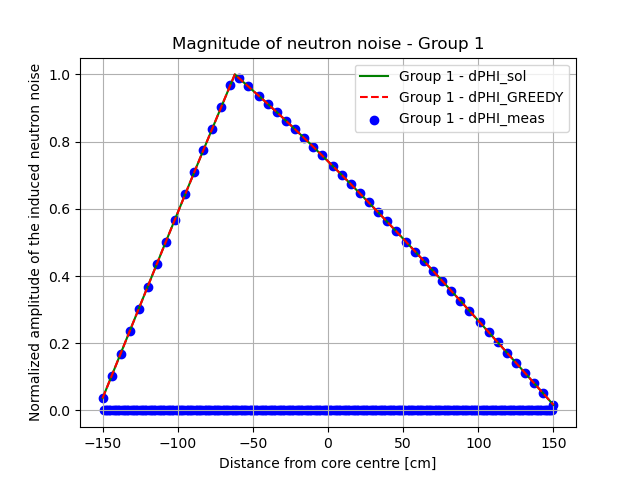 Magnitude of neutron noise - Group 1
Normalized amplitude of the induced neutron noise
1.0
0.8
0.6
0.4
0.2
0.0
Group 1 - dPHI_sol
Group 1 - dPHI_GREEDY
Group 1 - dPHI_meas
−150
−100
−50
0
50
100
150
Distance from core centre [cm]